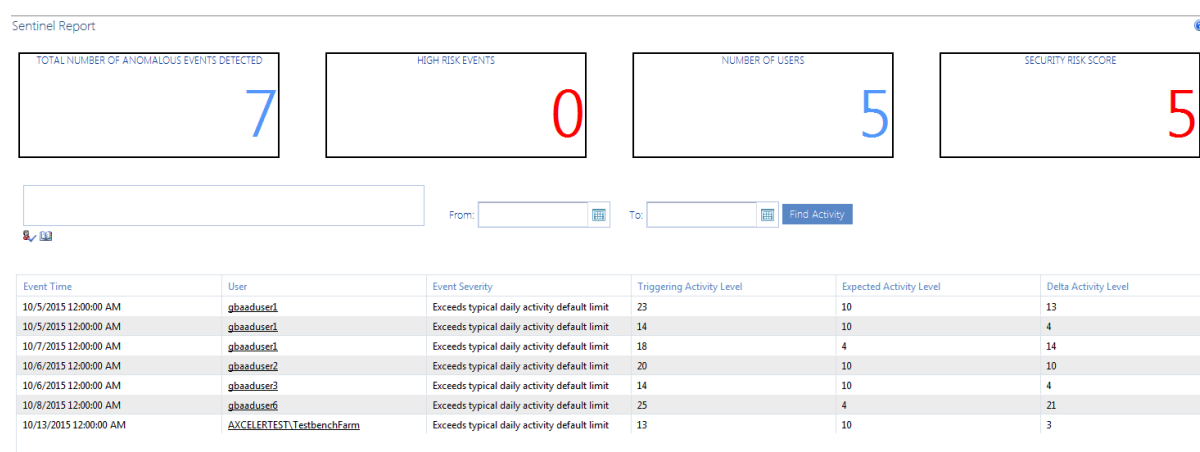 Sentinel Report
TOTAL NUMBER OF ANOMALOUS EVENTS DETECTED
7
HIGH RISK EVENTS
0
NUMBER OF USERS
5
SECURITY RISK SCORE
5
From: To: Find Activity
Event Time User Event Severity Triggering Activity Level Expected Activity Level Delta Activity Level
10/5/2015 12:00:00 AM gbaaduser1 Exceeds typical daily activity default limit 23 10 13
10/5/2015 12:00:00 AM gbaaduser1 Exceeds typical daily activity default limit 14 10 4
10/7/2015 12:00:00 AM gbaaduser1 Exceeds typical daily activity default limit 18 4 14
10/6/2015 12:00:00 AM gbaaduser2 Exceeds typical daily activity default limit 20 10 10
10/6/2015 12:00:00 AM gbaaduser3 Exceeds typical daily activity default limit 14 10 4
10/8/2015 12:00:00 AM gbaaduser6 Exceeds typical daily activity default limit 25 4 21
10/13/2015 12:00:00 AM AXCELERTEST\TestbenchFarm Exceeds typical daily activity default limit 13 10 3